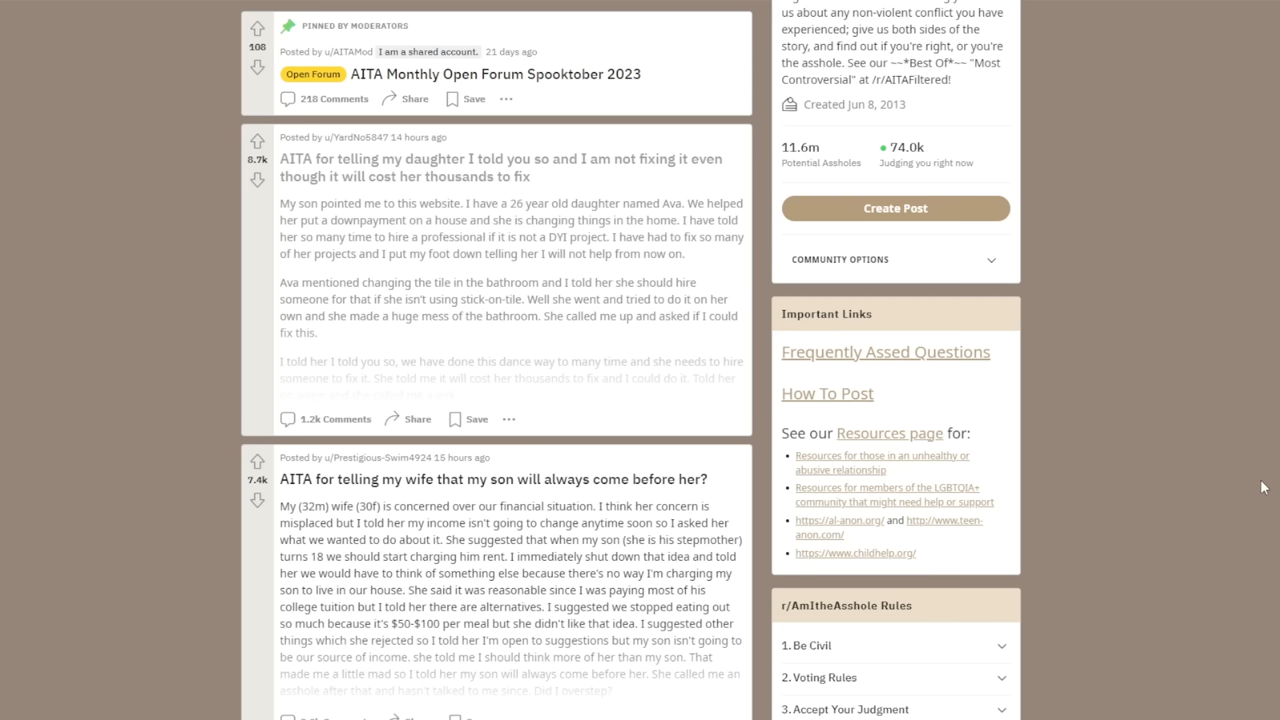 PINNED BY MODERATORS
108
Posted by u/AITAMod I am a shared account. 21 days ago
Open Forum AITA Monthly Open Forum Spooktober 2023
218 Comments Share Save
Posted by u/YardNo5847 14 hours ago
8.7k
AITA for telling my daughter I told you so and I am not fixing it even
though it will cost her thousands to fix
My son pointed me to this website. I have a 26 year old daughter named Ava. We helped
her put a downpayment on a house and she is changing things in the home. I have told
her so many time to hire a professional if it is not a DYI project. I have had to fix so many
of her projects and I put my foot down telling her I will not help from now on.
Ava mentioned changing the tile in the bathroom and I told her she should hire
someone for that if she isn't using stick-on-tile. Well she went and tried to do it on her
own and she made a huge mess of the bathroom. She called me up and asked if I could
fix this.
I told her I told you so, we have done this dance way to many time and she needs to hire
someone to fix it. She told me it will cost her thousands to fix and I could do it. Told her
1.2k Comments Share Save
Posted by u/Prestigious-Swim4924 15 hours ago
7.4k
AITA for telling my wife that my son will always come before her?
My (32m) wife (30f) is concerned over our financial situation. I think her concern is
misplaced but I told her my income isn't going to change anytime soon so I asked her
what we wanted to do about it. She suggested that when my son (she is his stepmother)
turns 18 we should start charging him rent. I immediately shut down that idea and told
her we would have to think of something else because there's no way I'm charging my
son to live in our house. She said it was reasonable since I was paying most of his
college tuition but I told her there are alternatives. I suggested we stopped eating out
so much because it's $50-$100 per meal but she didn't like that idea. I suggested other
things which she rejected so I told her I'm open to suggestions but my son isn't going to
be our source of income. she told me I should think more of her than my son. That
made me a little mad so I told her my son will always come before her. She called me an
asshole after that and hasn't talked to me since. Did I overstep?
us about any non-violent conflict you have
experienced; give us both sides of the
story, and find out if you're right, or you're
the asshole. See our ~~*Best Of*~~ "Most
Controversial" at /r/AITAFiltered!
Created Jun 8, 2013
11.6m 74.0k
Potential Assholes Judging you right now
Create Post
COMMUNITY OPTIONS
Important Links
Frequently Assed Questions
How To Post
See our Resources page for:
• Resources for those in an unhealthy or
abusive relationship
• Resources for members of the LGBTQIA+
community that might need help or support
• https://al-anon.org/ and http://www.teen-
anon.com/
• https://www.childhelp.org/
r/AmItheAsshole Rules
1. Be Civil
2. Voting Rules
3. Accept Your Judgment